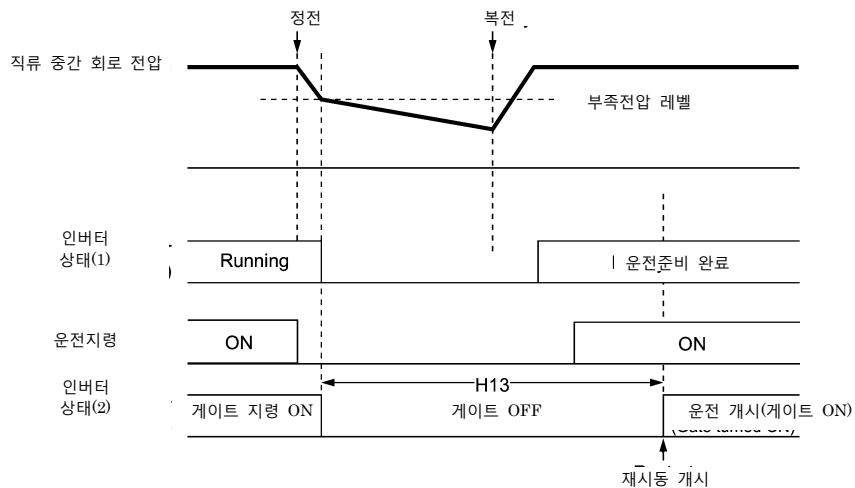 정전
복전
직류 중간 회로 전압
부족전압 레벨
인버터
상태(1)
Running
운전준비 완료
운전지령
ON
ON
H13
인버터
상태(2)
게이트 지령 ON
게이트 OFF
운전 개시(게이트 ON)
재시동 개시